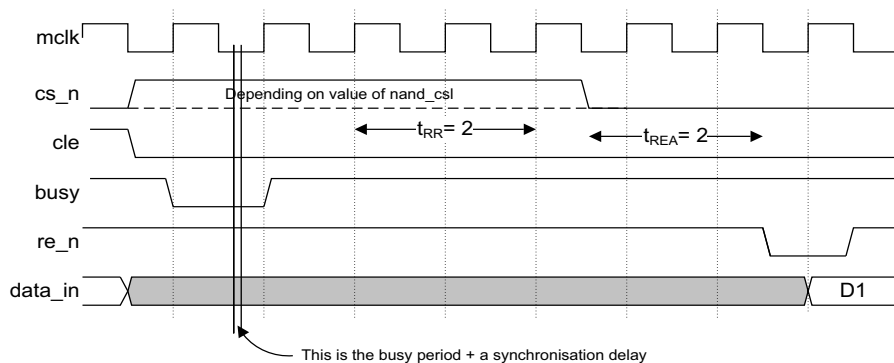 mclk
cs_n
Depending on value of nand_csl
tRR= 2
tREA= 2
cle
busy
re_n
data_in
D1
This is the busy period + a synchronisation delay